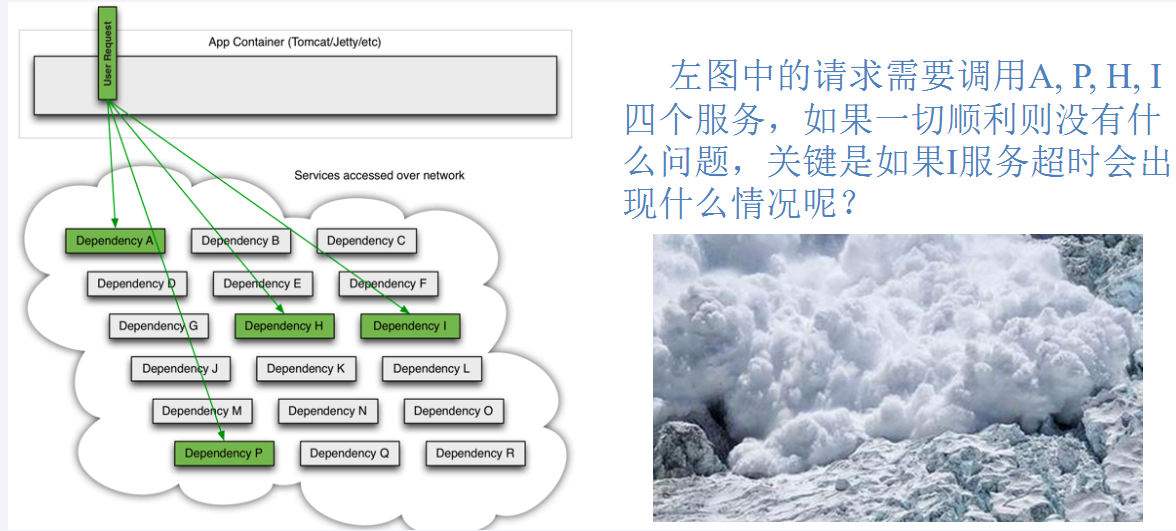 User Request
App Container (Tomcat/Jetty/etc)
Services accessed over network
Dependency A
Dependency B
Dependency C
Dependency D
Dependency E
Dependency F
Dependency G
Dependency H
Dependency I
Dependency J
Dependency K
Dependency L
Dependency M
Dependency N
Dependency O
Dependency P
Dependency Q
Dependency R
左图中的请求需要调用A, P, H, I
四个服务，如果一切顺利则没有什
么问题，关键是如果I服务超时会出
现什么情况呢？